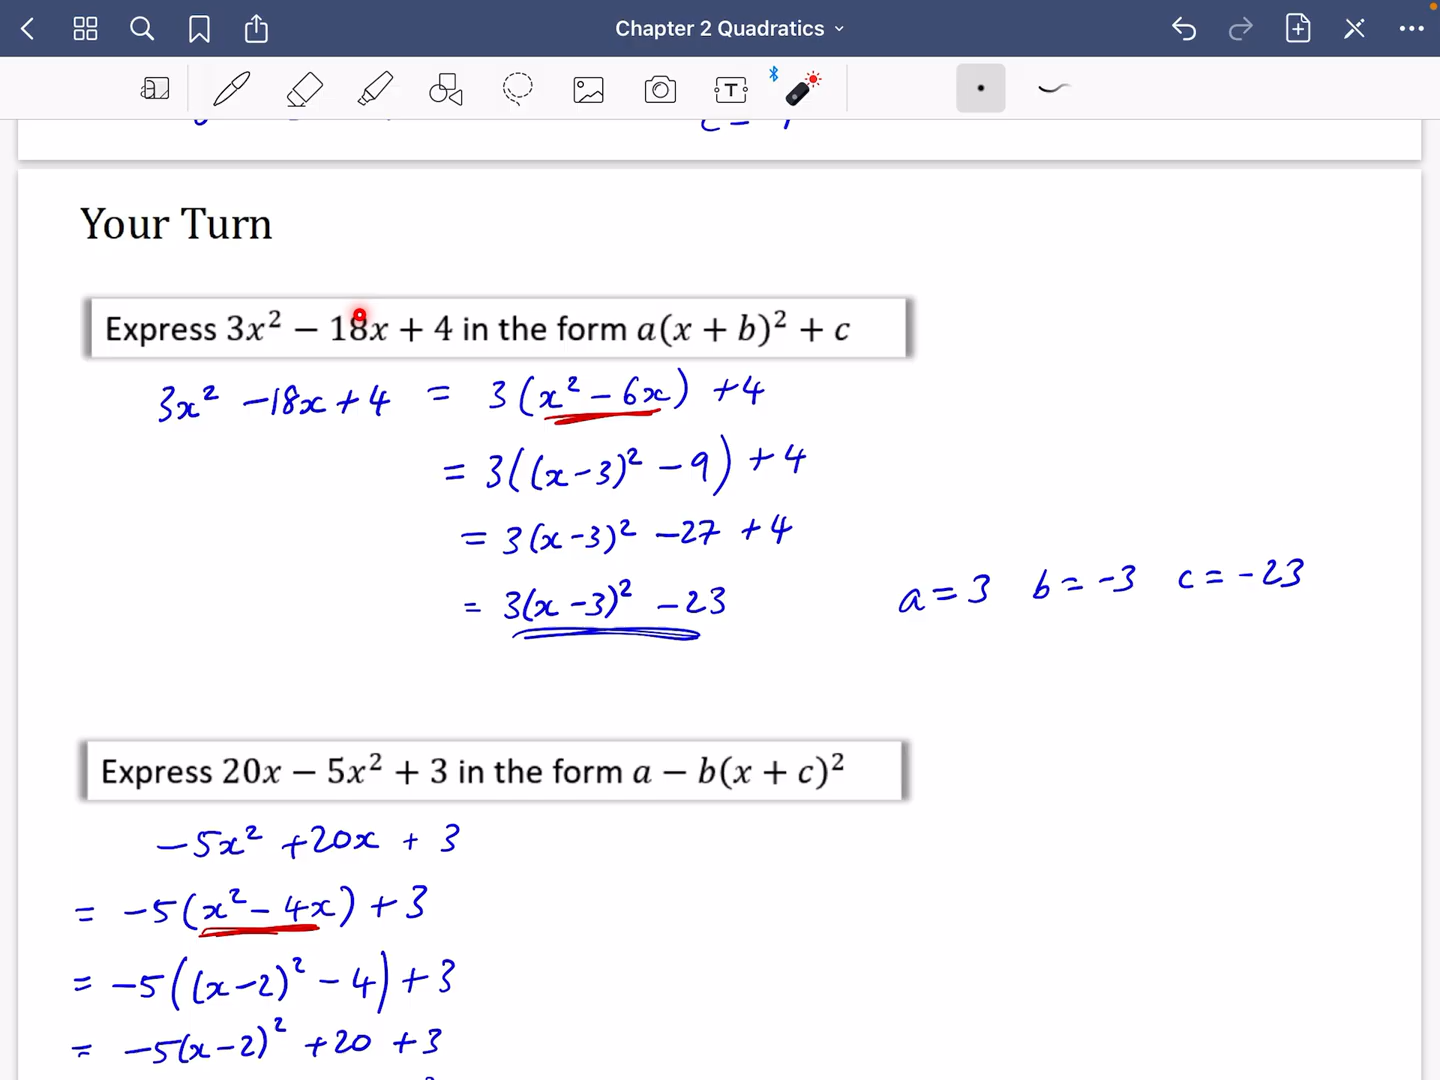 Chapter 2 Quadratics
Your Turn
Express 3x² − 18x + 4 in the form a(x + b)² + c
3x² −18x + 4 = 3(x² − 6x) + 4
= 3((x−3)² − 9) + 4
= 3(x−3)² −27 + 4
= 3(x−3)² −23
a = 3 b = −3 c = −23
Express 20x − 5x² + 3 in the form a − b(x + c)²
−5x² + 20x + 3
= −5(x² − 4x) + 3
= −5((x−2)² − 4) + 3
= −5(x−2)² + 20 + 3